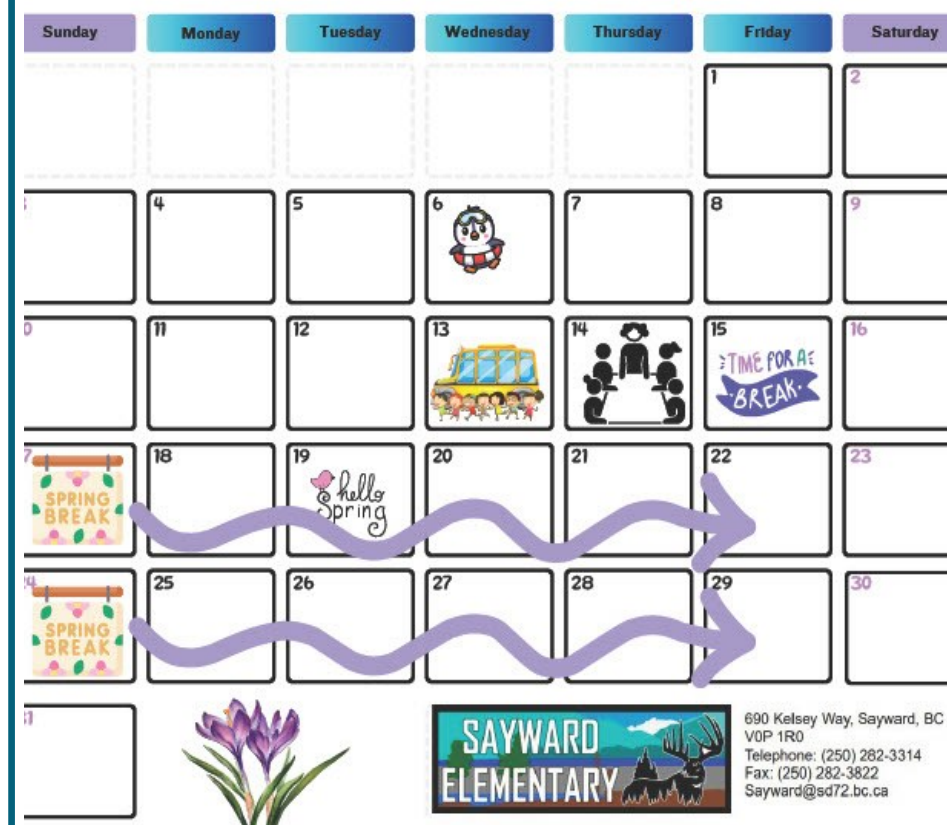 Sunday Monday Tuesday Wednesday Thursday Friday Saturday
1 2
4 5 6 7 8 9
11 12 13 14 15 16
TIME FOR A
BREAK
18 19 20 21 22 23
SPRING
BREAK
hello
Spring
25 26 27 28 29 30
SPRING
BREAK
SAYWARD
ELEMENTARY
690 Kelsey Way, Sayward, BC
V0P 1R0
Telephone: (250) 282-3314
Fax: (250) 282-3822
Sayward@sd72.bc.ca